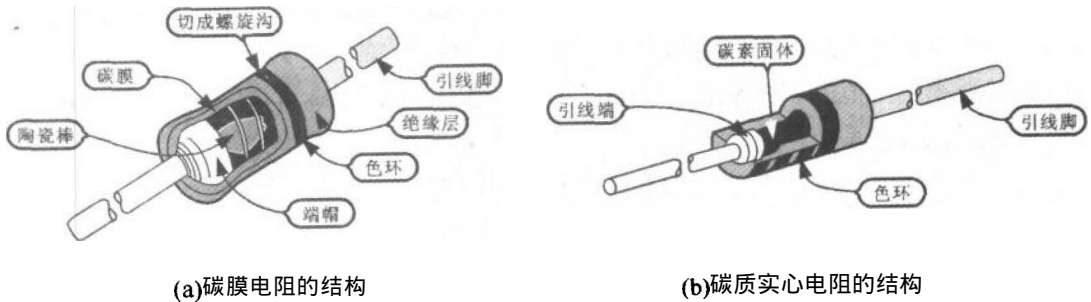 切成螺旋沟
碳膜
引线脚
陶瓷棒
绝缘层
色环
端帽
(a)碳膜电阻的结构
碳素固体
引线端
引线脚
色环
(b)碳质实心电阻的结构